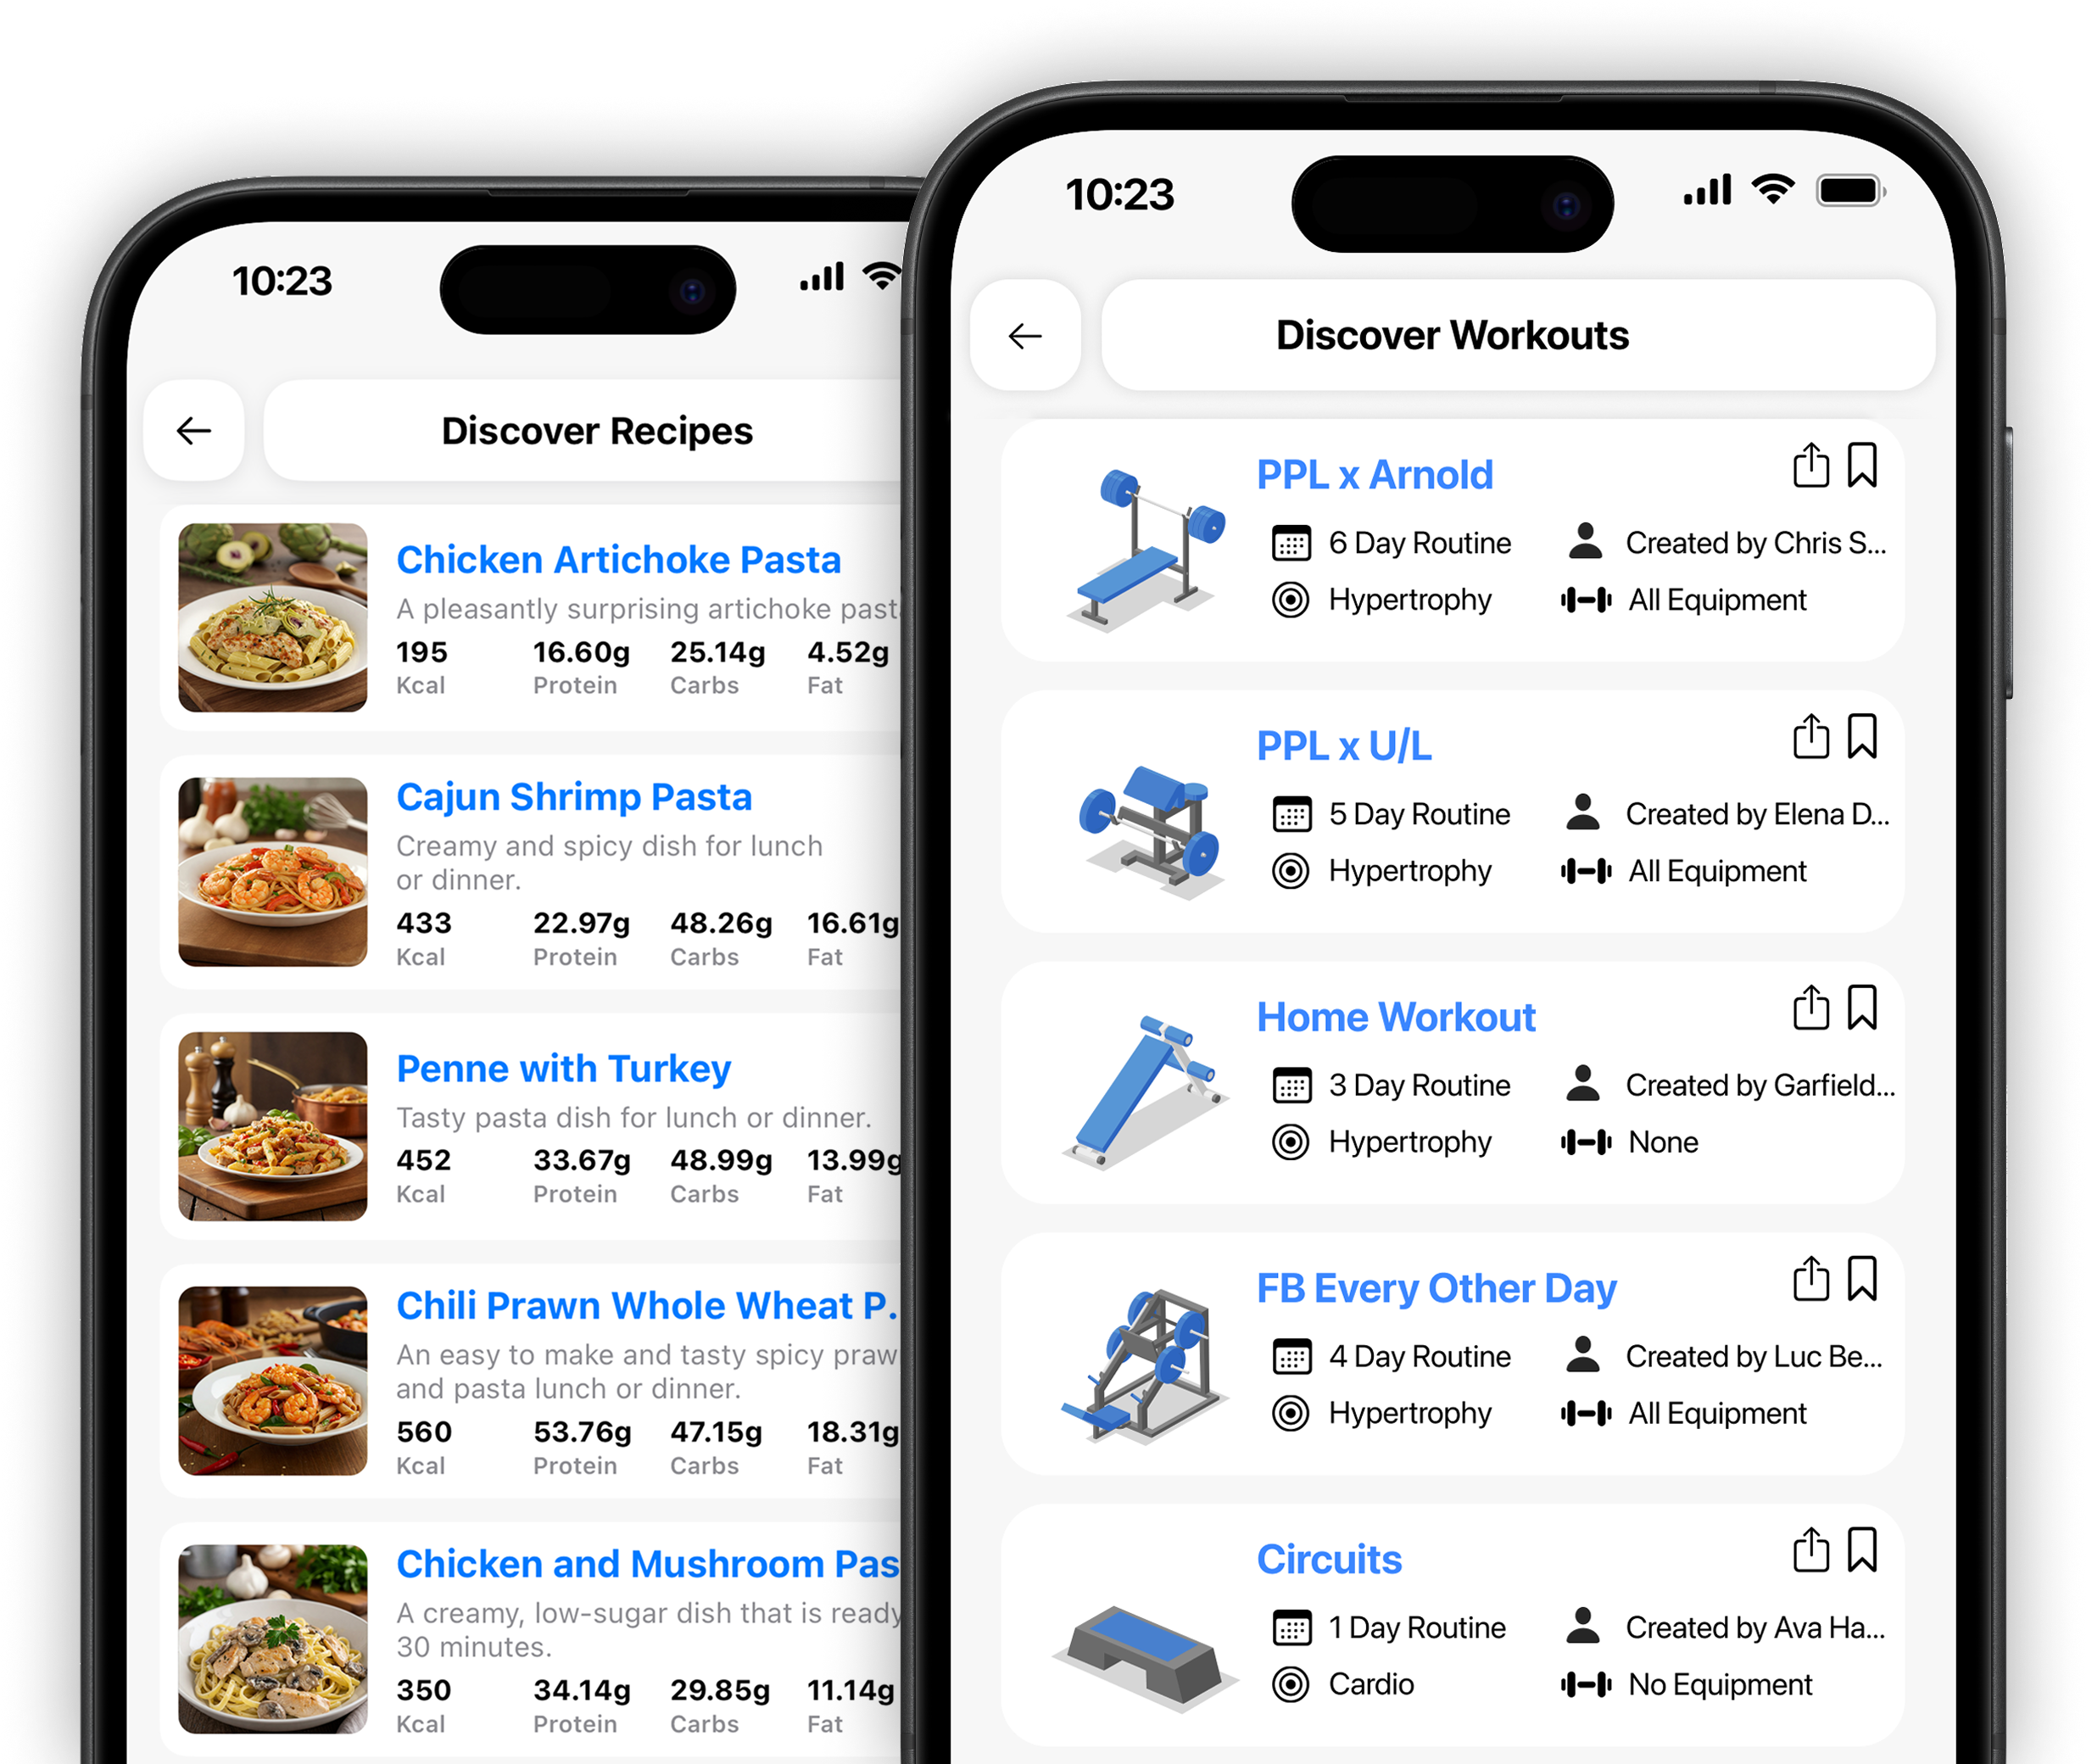 10:23
Discover Recipes
Chicken Artichoke Pasta
A pleasantly surprising artichoke past
195 16.60g 25.14g 4.52g
Kcal Protein Carbs Fat
Cajun Shrimp Pasta
Creamy and spicy dish for lunch
or dinner.
433 22.97g 48.26g 16.61g
Kcal Protein Carbs Fat
Penne with Turkey
Tasty pasta dish for lunch or dinner.
452 33.67g 48.99g 13.99g
Kcal Protein Carbs Fat
Chili Prawn Whole Wheat P.
An easy to make and tasty spicy praw
and pasta lunch or dinner.
560 53.76g 47.15g 18.31g
Kcal Protein Carbs Fat
Chicken and Mushroom Pas
A creamy, low-sugar dish that is ready
30 minutes.
350 34.14g 29.85g 11.14g
Kcal Protein Carbs Fat
10:23
Discover Workouts
PPL x Arnold
6 Day Routine Created by Chris S...
Hypertrophy All Equipment
PPL x U/L
5 Day Routine Created by Elena D...
Hypertrophy All Equipment
Home Workout
3 Day Routine Created by Garfield...
Hypertrophy None
FB Every Other Day
4 Day Routine Created by Luc Be...
Hypertrophy All Equipment
Circuits
1 Day Routine Created by Ava Ha...
Cardio No Equipment